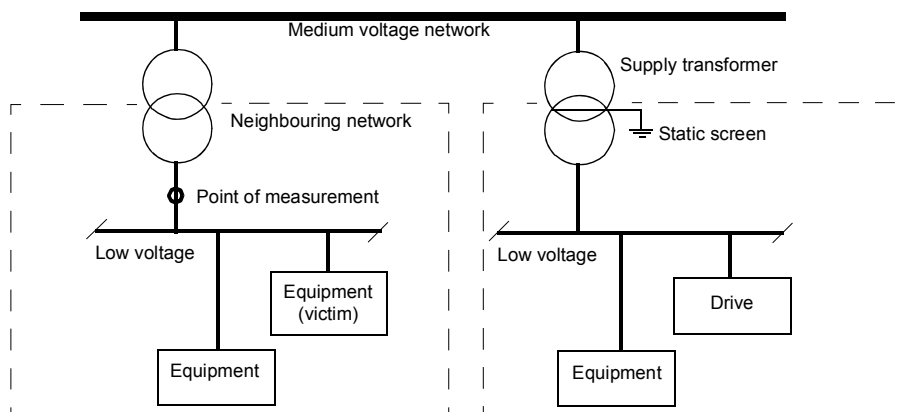 Medium voltage network
Supply transformer
Neighbouring network
Static screen
Point of measurement
Low voltage
Low voltage
Equipment
(victim)
Drive
Equipment
Equipment